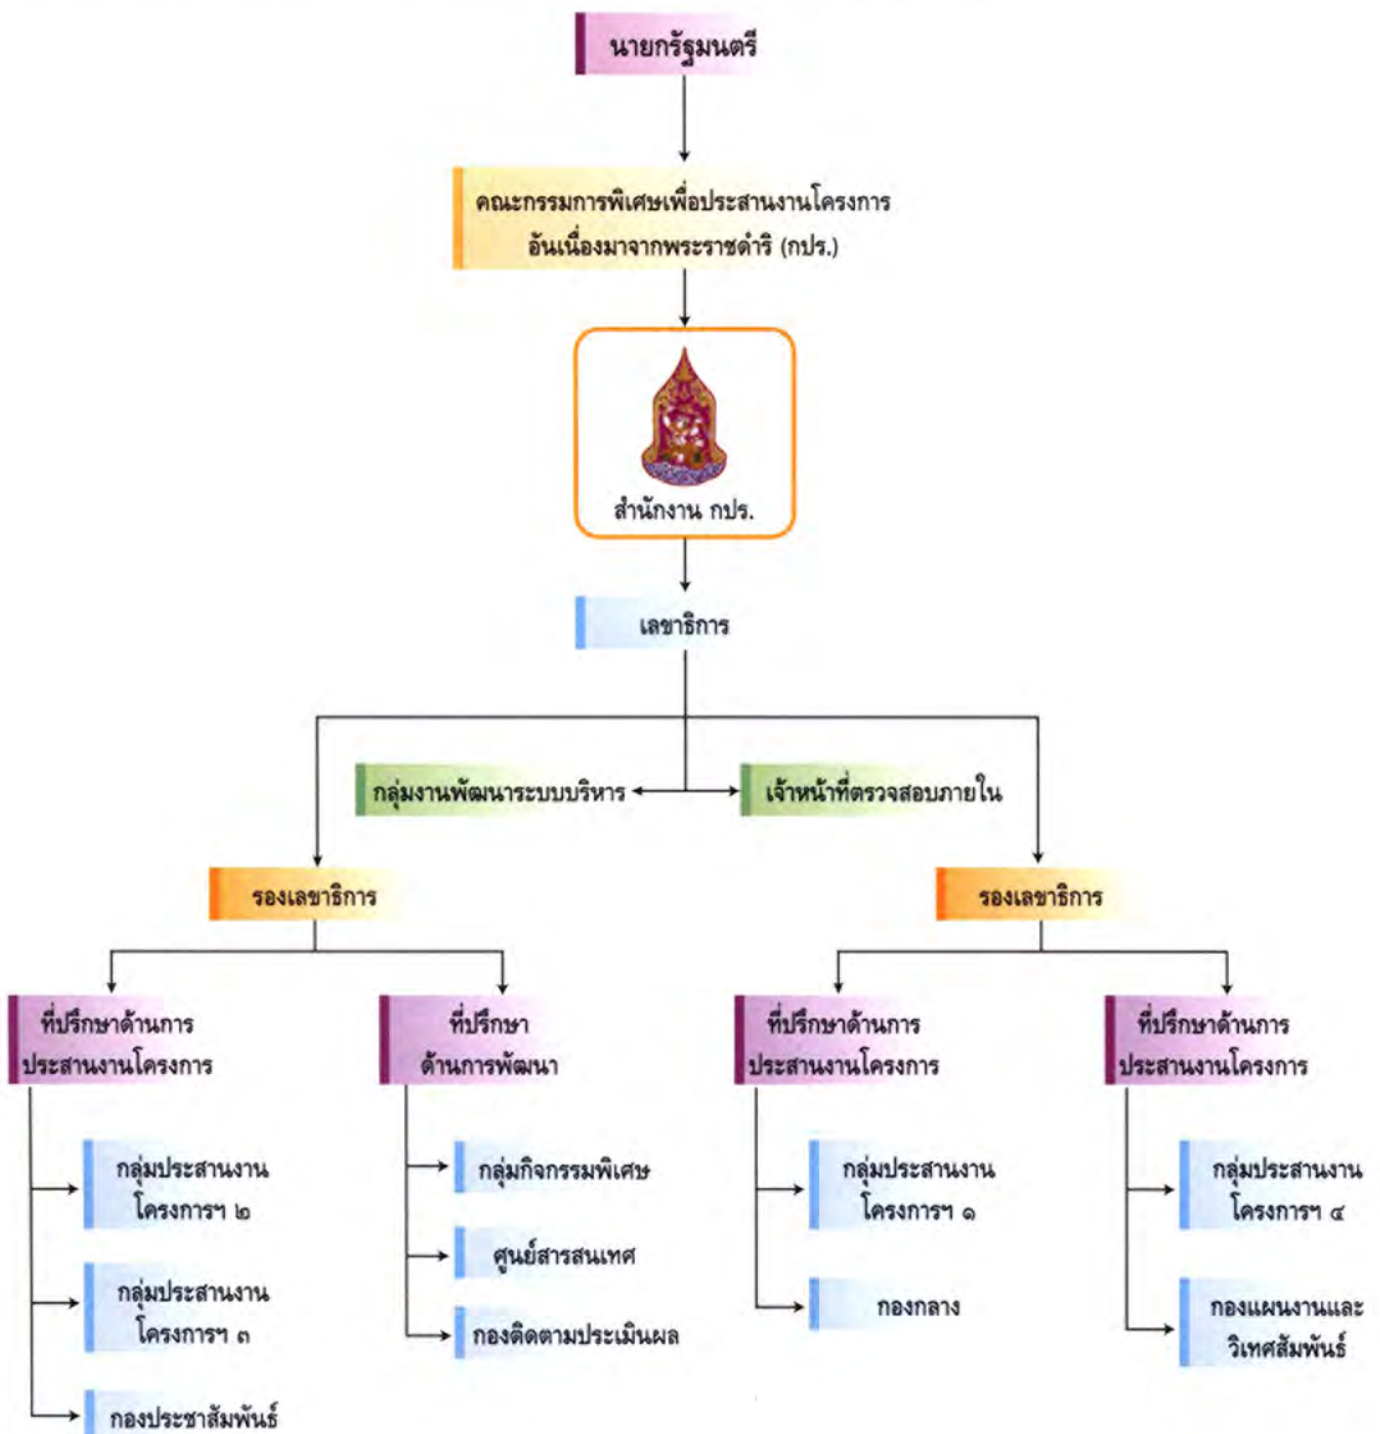 นายกรัฐมนตรี
คณะกรรมการพิเศษเพื่อประสานงานโครงการ
อันเนื่องมาจากพระราชดำริ (กปร.)
สำนักงาน กปร.
เลขาธิการ
กลุ่มงานพัฒนาระบบบริหาร
เจ้าหน้าที่ตรวจสอบภายใน
รองเลขาธิการ
รองเลขาธิการ
ที่ปรึกษาด้านการ
ประสานงานโครงการ
ที่ปรึกษา
ด้านการพัฒนา
ที่ปรึกษาด้านการ
ประสานงานโครงการ
ที่ปรึกษาด้านการ
ประสานงานโครงการ
กลุ่มประสานงาน
โครงการฯ ๒
กลุ่มประสานงาน
โครงการฯ ๓
กองประชาสัมพันธ์
กลุ่มกิจกรรมพิเศษ
ศูนย์สารสนเทศ
กองติดตามประเมินผล
กลุ่มประสานงาน
โครงการฯ ๑
กองกลาง
กลุ่มประสานงาน
โครงการฯ ๔
กองแผนงานและ
วิเทศสัมพันธ์